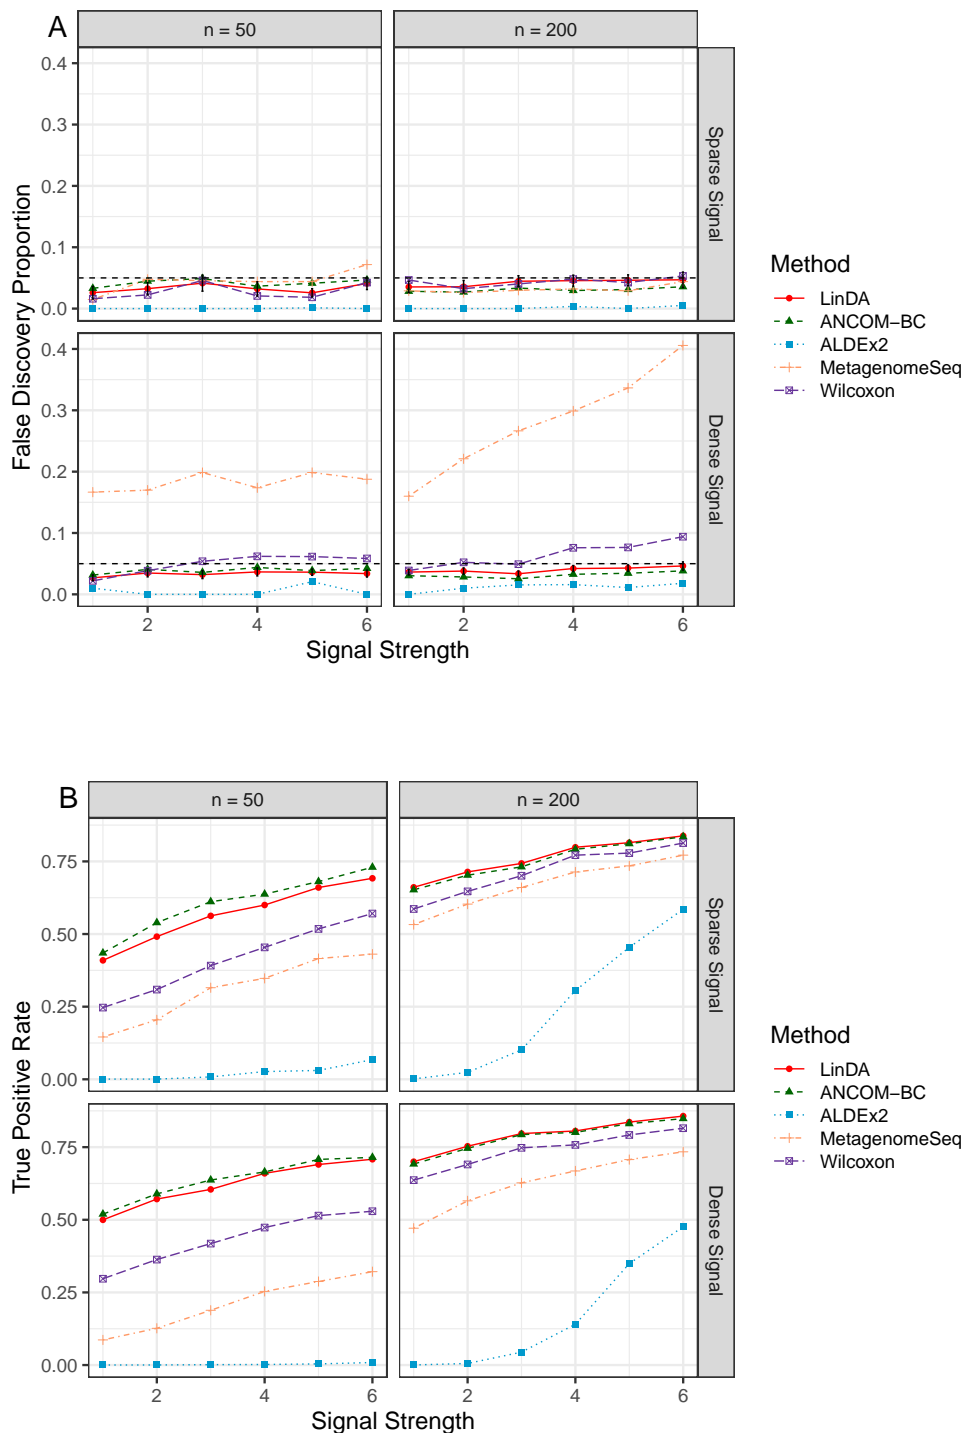 A
n = 50
n = 200
False Discovery Proportion
0.4
0.3
0.2
0.1
0.0
Sparse Signal
0.4
0.3
0.2
0.1
0.0
Dense Signal
2
4
6
2
4
6
Signal Strength
Method
LinDA
ANCOM−BC
ALDEx2
MetagenomeSeq
Wilcoxon
B
n = 50
n = 200
True Positive Rate
0.75
0.50
0.25
0.00
Sparse Signal
0.75
0.50
0.25
0.00
Dense Signal
2
4
6
2
4
6
Signal Strength
Method
LinDA
ANCOM−BC
ALDEx2
MetagenomeSeq
Wilcoxon